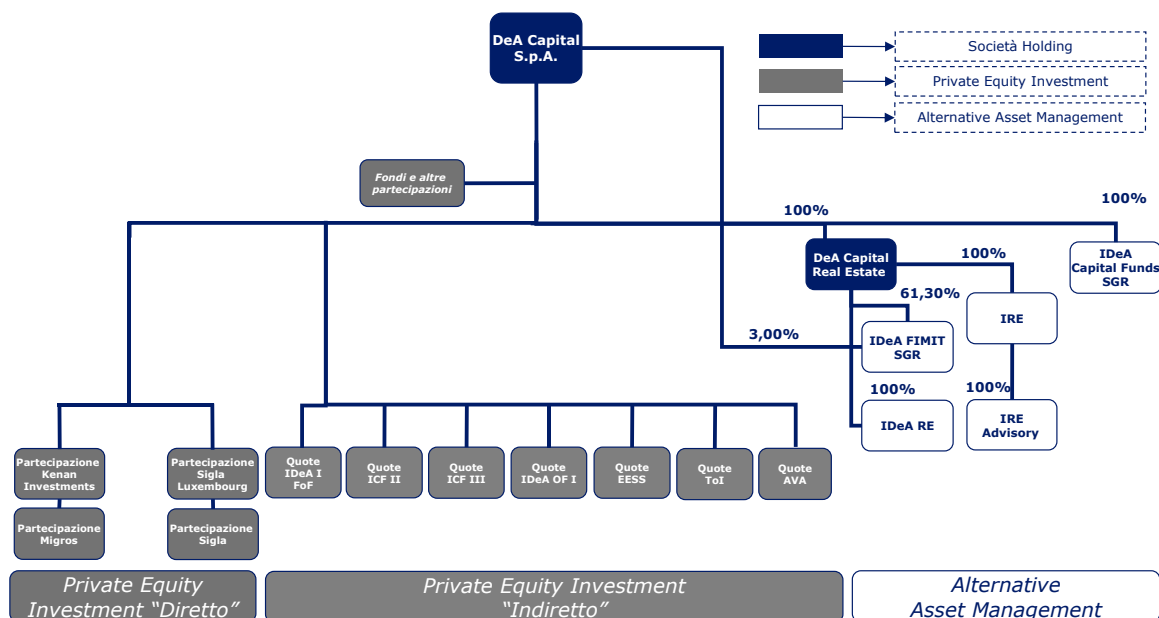 DeA Capital
S.p.A.
Società Holding
Private Equity Investment
Alternative Asset Management
Fondi e altre
partecipazioni
100%
100%
DeA Capital
Real Estate
100%
IDeA
Capital Funds
SGR
61,30%
IRE
3,00%
IDeA FIMIT
SGR
100%
100%
IDeA RE
IRE
Advisory
Partecipazione
Kenan
Investments
Partecipazione
Sigla
Luxembourg
Quote
IDeA I
FoF
Quote
ICF II
Quote
ICF III
Quote
IDeA OF I
Quote
EESS
Quote
ToI
Quote
AVA
Partecipazione
Migros
Partecipazione
Sigla
Private Equity
Investment “Diretto”
Private Equity Investment
“Indiretto”
Alternative
Asset Management